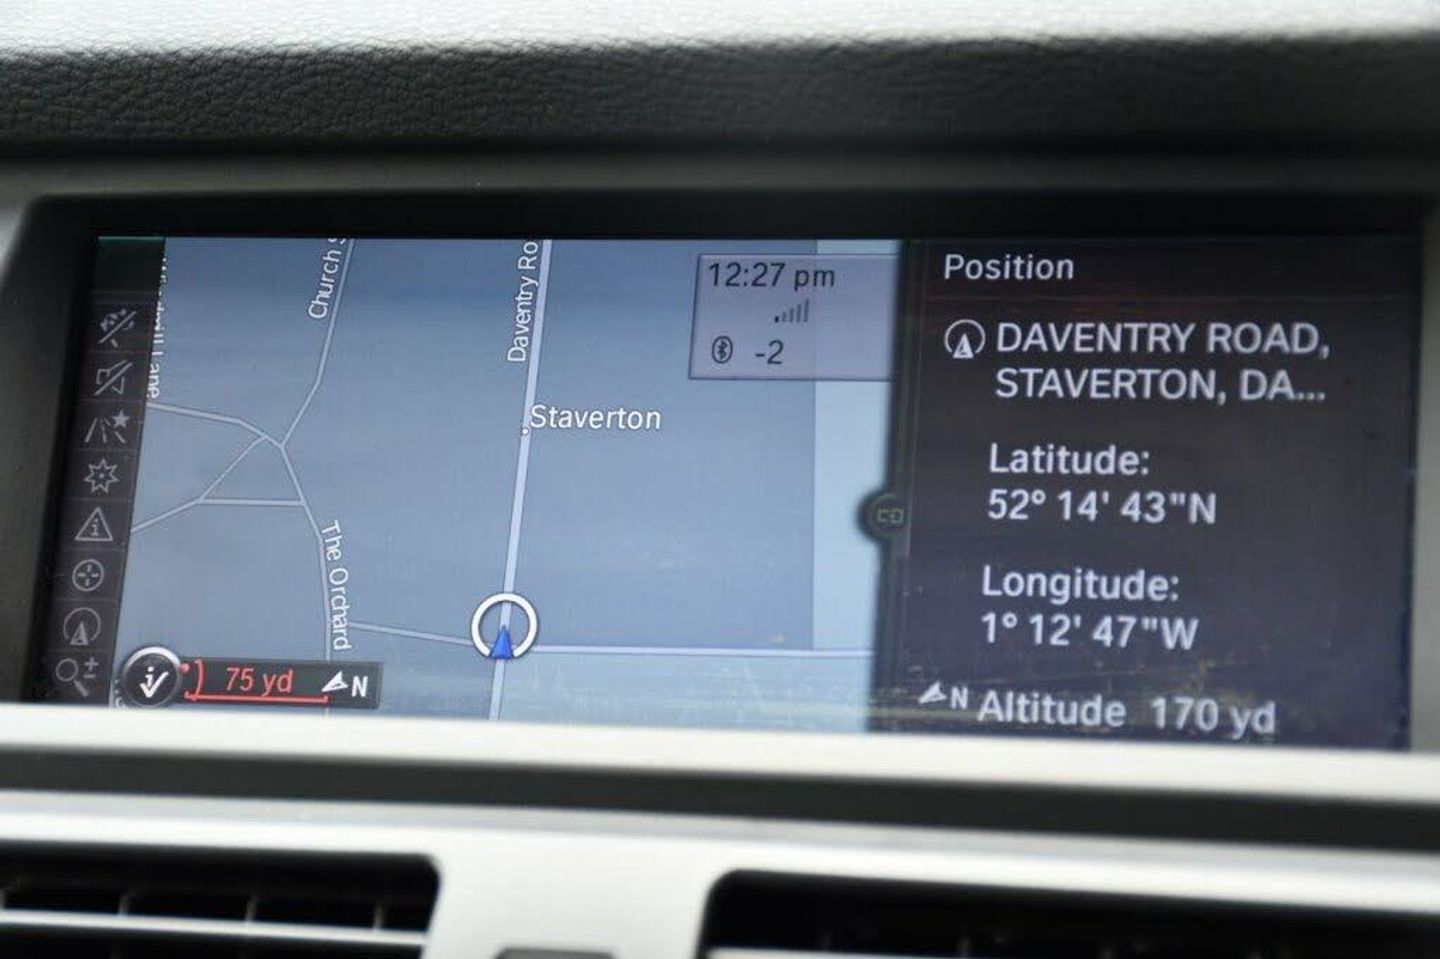 Church S
Daventry Ro
12:27 pm
-2
Staverton
The Orchard
75 yd
N
Position
DAVENTRY ROAD,
STAVERTON, DA...
Latitude:
52° 14' 43"N
Longitude:
1° 12' 47"W
N
Altitude 170 yd